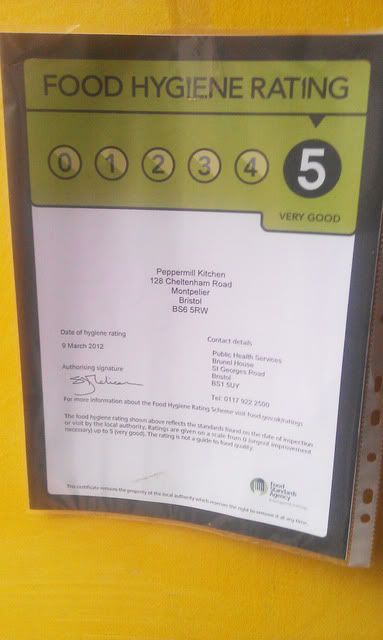 FOOD HYGIENE RATING
0 1 2 3 4 5
VERY GOOD
Peppermill Kitchen
128 Cheltenham Road
Montpelier
Bristol
BS6 5RW
Date of hygiene rating
9 March 2012
Authorising signature
Contact details
Public Health Services
Brunel House
St Georges Road
Bristol
BS1 5UY
Tel: 0117 922 2500
For more information about the Food Hygiene Rating Scheme visit food.gov.uk/ratings
The food hygiene rating shown above reflects the standards found on the date of inspection
or visit by the local authority. Ratings are given on a scale from 0 (urgent improvement
necessary) up to 5 (very good). The rating is not a guide to food quality.
Food
Standards
Agency
food.gov.uk/ratings
This certificate remains the property of the local authority which reserves the right to remove it at any time.